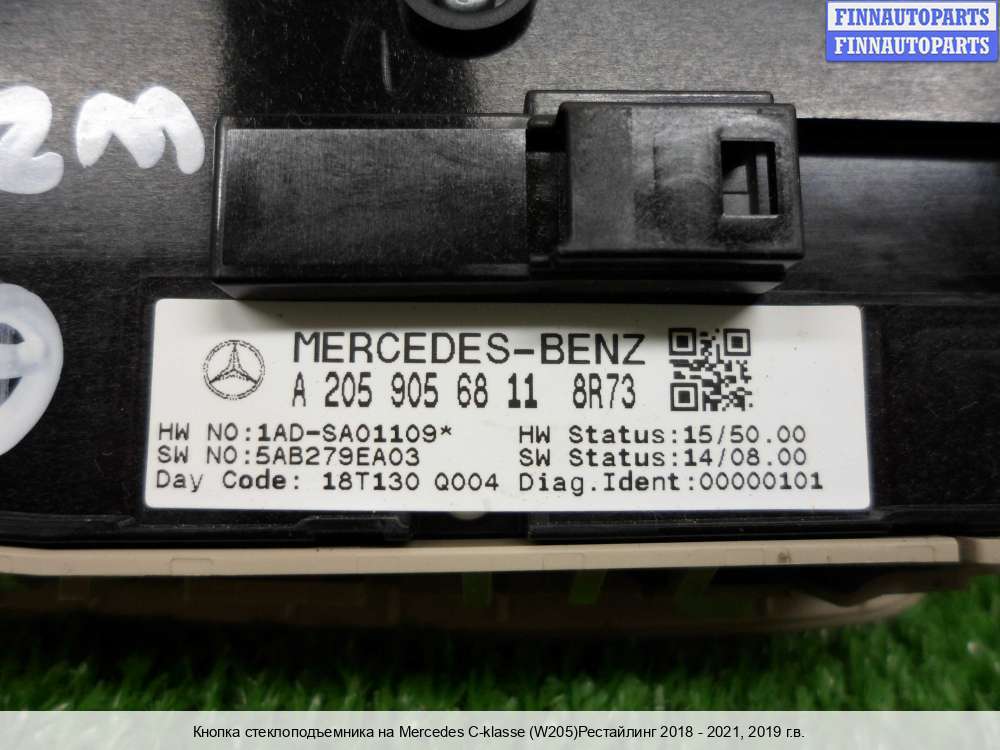 FINNAUTOPARTS
FINNAUTOPARTS
MERCEDES-BENZ
A 205 905 68 11 8R73
HW NO:1AD-SA01109* HW Status:15/50.00
SW NO:5AB279EA03 SW Status:14/08.00
Day Code: 18T130 Q004 Diag.Ident:00000101
Кнопка стеклоподъемника на Mercedes C-klasse (W205)Рестайлинг 2018 - 2021, 2019 г.в.